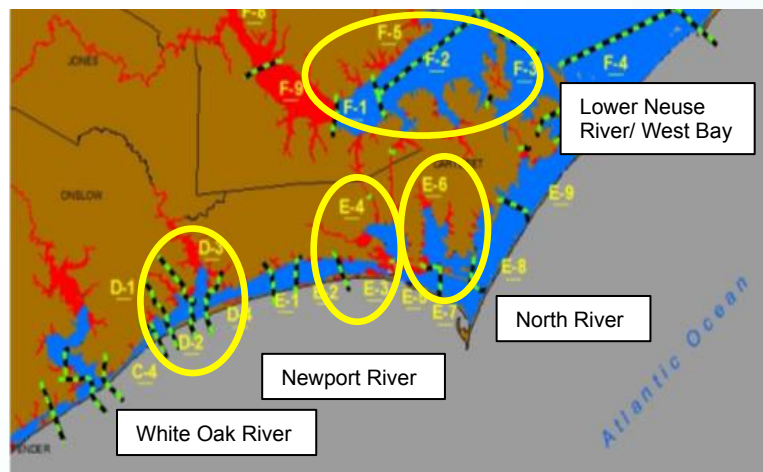 F-8
JONES
F-5
F-2
F-9
F-1
F-3
F-4
Lower Neuse
River/ West Bay
ONSLOW
E-6
E-4
E-9
D-3
D-1
E-8
D-4
E-1
E-2
E-3
E-7
D-2
C-4
North River
Newport River
White Oak River
Atlantic Ocean